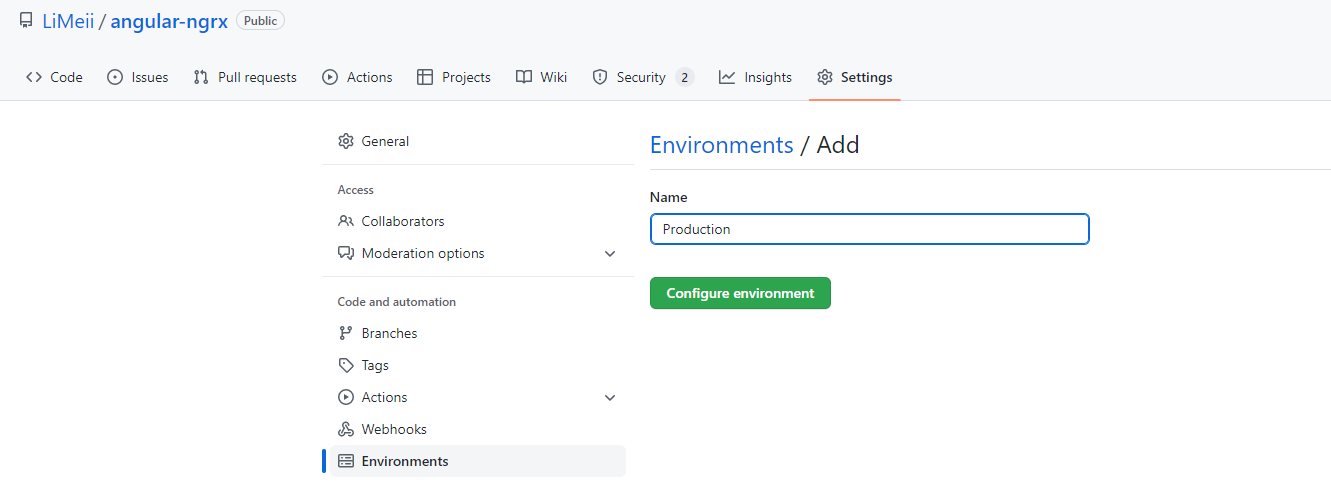 LiMeii / angular-ngrx Public
Code Issues Pull requests Actions Projects Wiki Security 2 Insights Settings
General
Access
Collaborators
Moderation options
Code and automation
Branches
Tags
Actions
Webhooks
Environments
Environments / Add
Name
Production
Configure environment